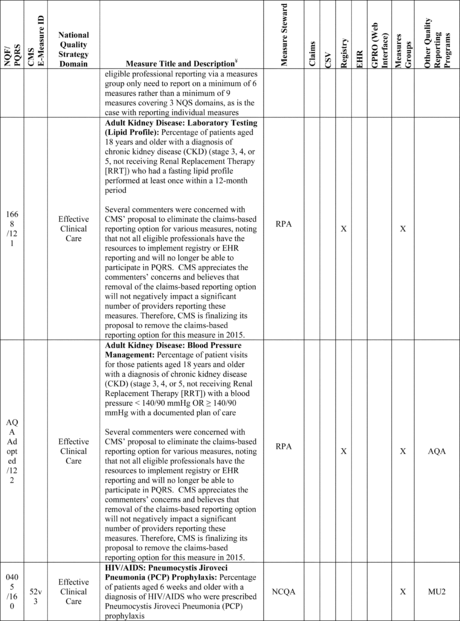 NQF/
PQRS
CMS
E-Measure ID
National
Quality
Strategy
Domain
Measure Title and Description§
Measure Steward
Claims
CSV
Registry
EHR
GPRO (Web
Interface)
Measures
Groups
Other Quality
Reporting
Programs
eligible professional reporting via a measures
group only need to report on a minimum of 6
measures rather than a minimum of 9
measures covering 3 NQS domains, as is the
case with reporting individual measures
166
8
/12
1
Effective
Clinical
Care
Adult Kidney Disease: Laboratory Testing
(Lipid Profile): Percentage of patients aged
18 years and older with a diagnosis of
chronic kidney disease (CKD) (stage 3, 4, or
5, not receiving Renal Replacement Therapy
[RRT]) who had a fasting lipid profile
performed at least once within a 12-month
period
Several commenters were concerned with
CMS' proposal to eliminate the claims-based
reporting option for various measures, noting
that not all eligible professionals have the
resources to implement registry or EHR
reporting and will no longer be able to
participate in PQRS. CMS appreciates the
commenters' concerns and believes that
removal of the claims-based reporting option
will not negatively impact a significant
number of providers reporting these
measures. Therefore, CMS is finalizing its
proposal to remove the claims-based
reporting option for this measure in 2015.
RPA
X
X
AQ
A
Ad
opt
ed
/12
2
Effective
Clinical
Care
Adult Kidney Disease: Blood Pressure
Management: Percentage of patient visits
for those patients aged 18 years and older
with a diagnosis of chronic kidney disease
(CKD) (stage 3, 4, or 5, not receiving Renal
Replacement Therapy [RRT]) with a blood
pressure < 140/90 mmHg OR ≥ 140/90
mmHg with a documented plan of care
Several commenters were concerned with
CMS' proposal to eliminate the claims-based
reporting option for various measures, noting
that not all eligible professionals have the
resources to implement registry or EHR
reporting and will no longer be able to
participate in PQRS. CMS appreciates the
commenters' concerns and believes that
removal of the claims-based reporting option
will not negatively impact a significant
number of providers reporting these
measures. Therefore, CMS is finalizing its
proposal to remove the claims-based
reporting option for this measure in 2015.
RPA
X
X
AQA
040
5
/16
0
52v
3
Effective
Clinical
Care
HIV/AIDS: Pneumocystis Jiroveci
Pneumonia (PCP) Prophylaxis: Percentage
of patients aged 6 weeks and older with a
diagnosis of HIV/AIDS who were prescribed
Pneumocystis Jiroveci Pneumonia (PCP)
prophylaxis
NCQA
X
MU2